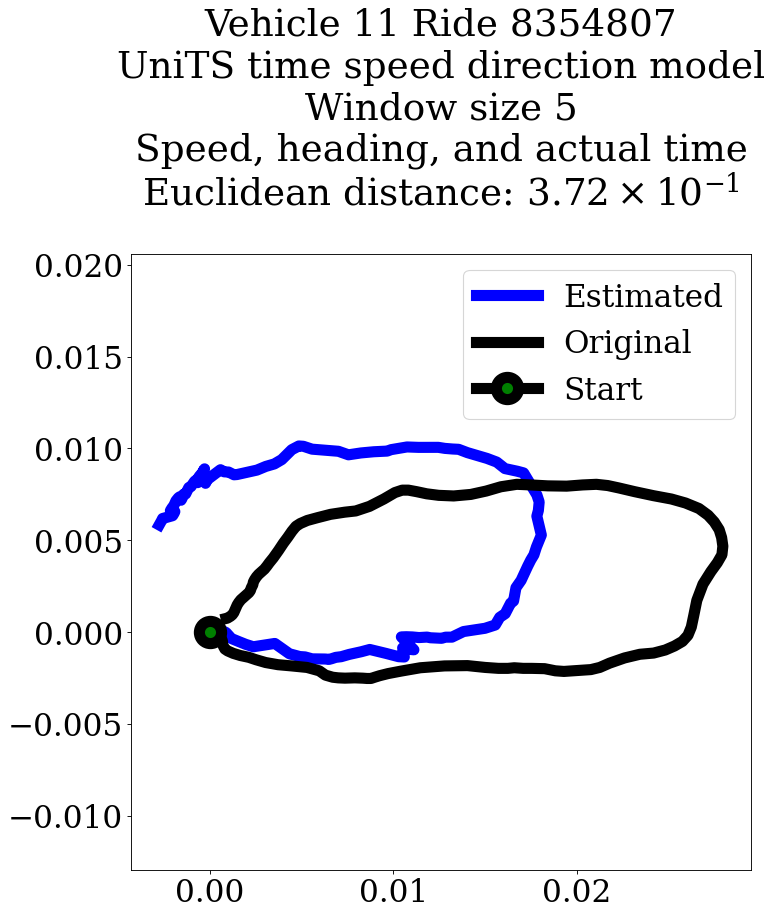 Vehicle 11 Ride 8354807
UniTS time speed direction model
Window size 5
Speed, heading, and actual time
Euclidean distance: 3.72 × 10⁻¹
Estimated
Original
Start
0.020
0.015
0.010
0.005
0.000
−0.005
−0.010
0.00 0.01 0.02